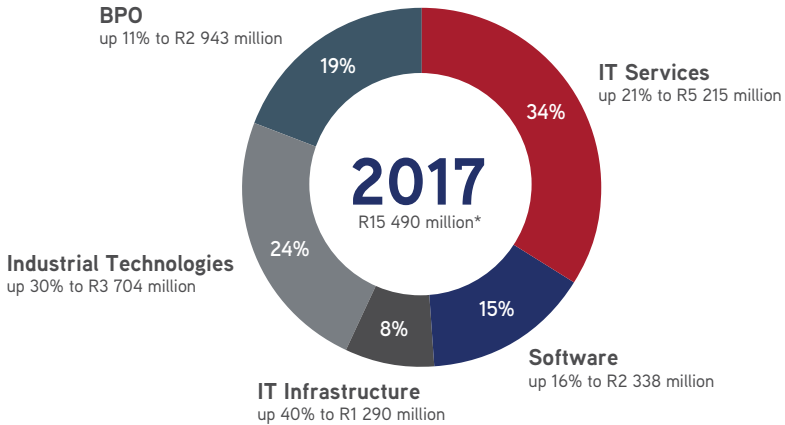 BPO
up 11% to R2 943 million
19%
IT Services
up 21% to R5 215 million
34%
2017
R15 490 million*
24%
Industrial Technologies
up 30% to R3 704 million
15%
8%
Software
up 16% to R2 338 million
IT Infrastructure
up 40% to R1 290 million